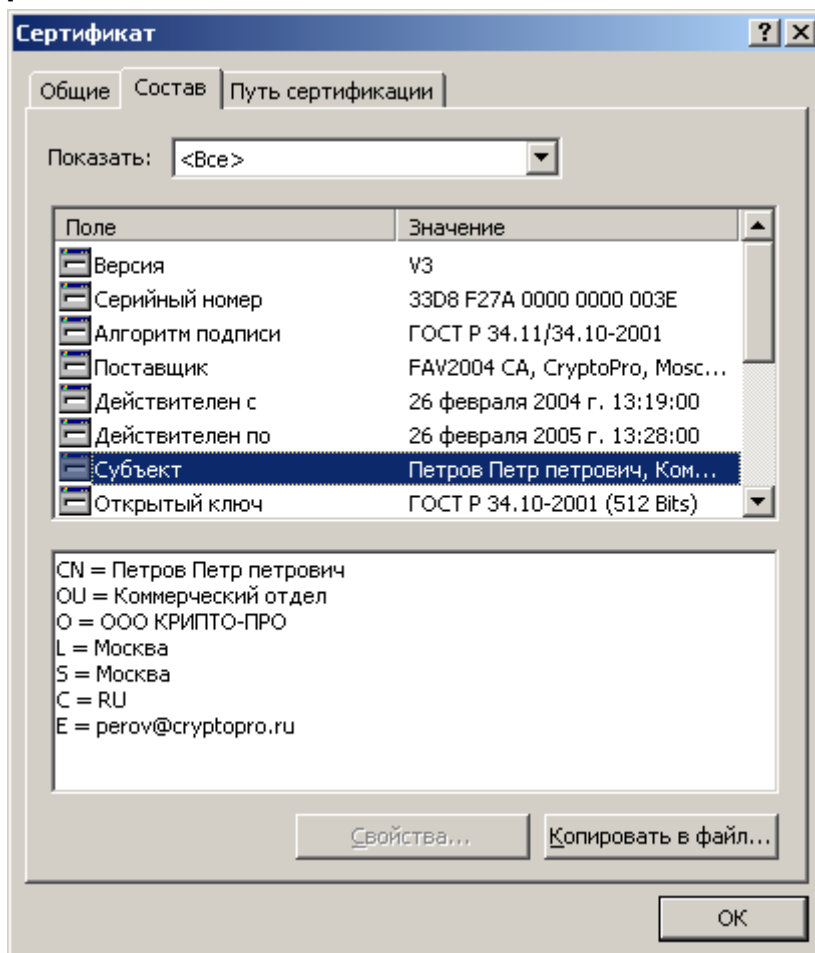 Сертификат
Общие Состав Путь сертификации
Показать: <Все>
Поле Значение
Версия V3
Серийный номер 33D8 F27A 0000 0000 003E
Алгоритм подписи ГОСТ Р 34.11/34.10-2001
Поставщик FAV2004 CA, CryptoPro, Mosc...
Действителен с 26 февраля 2004 г. 13:19:00
Действителен по 26 февраля 2005 г. 13:28:00
Субъект Петров Петр петрович, Ком...
Открытый ключ ГОСТ Р 34.10-2001 (512 Bits)
CN = Петров Петр петрович
OU = Коммерческий отдел
O = ООО КРИПТО-ПРО
L = Москва
S = Москва
C = RU
E = perov@cryptopro.ru
Свойства... Копировать в файл...
ОК